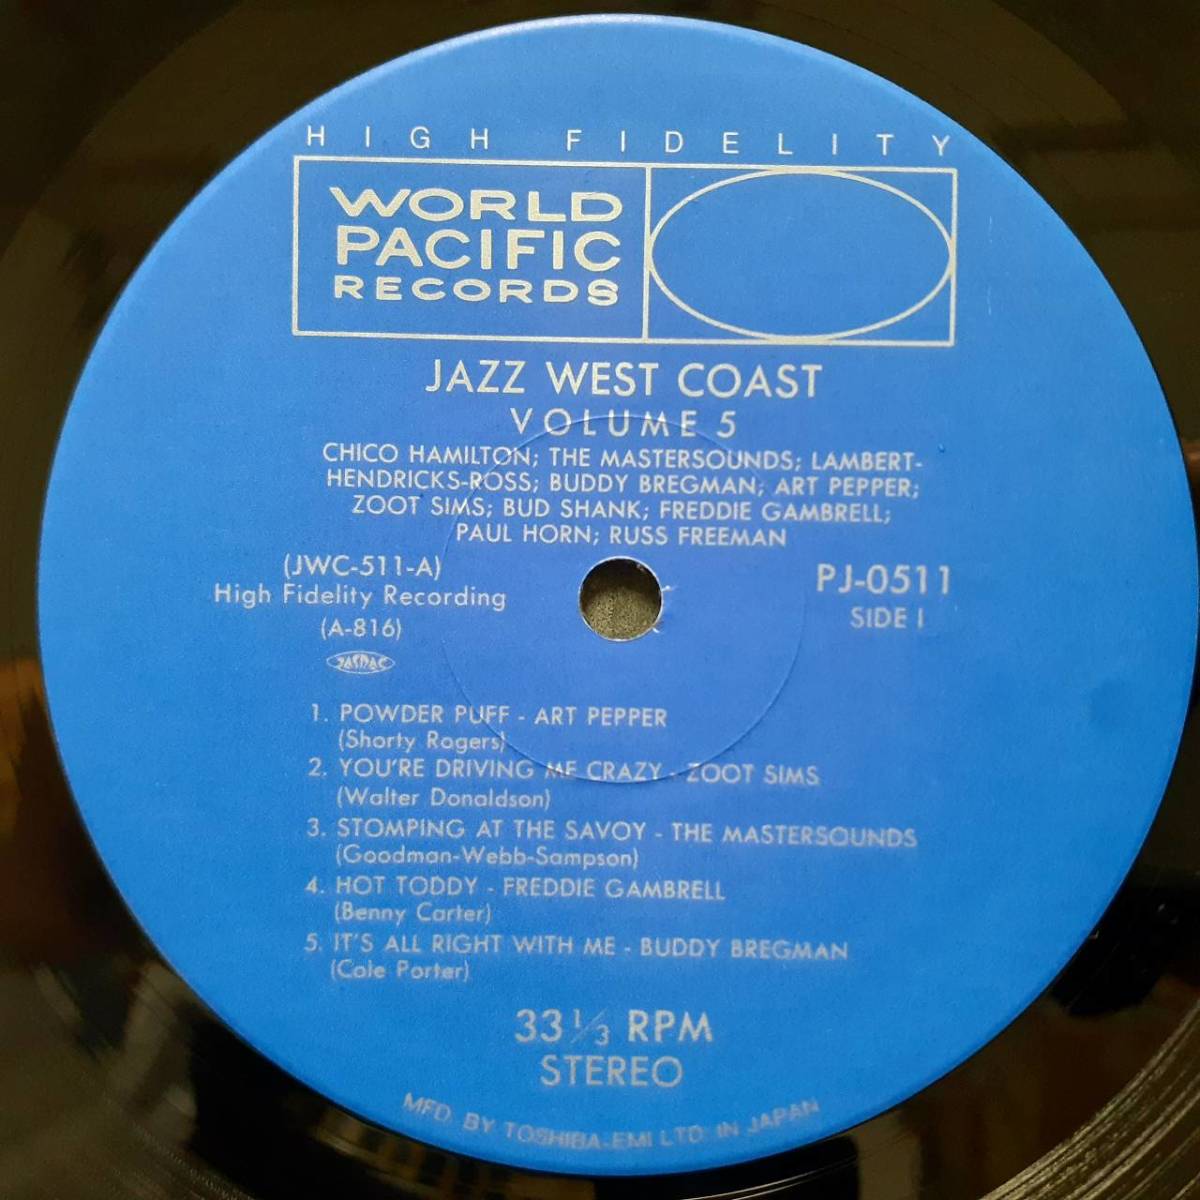 HIGH FIDELITY
WORLD
PACIFIC
RECORDS
JAZZ WEST COAST
VOLUME 5
CHICO HAMILTON; THE MASTERSOUNDS; LAMBERT-
HENDRICKS-ROSS; BUDDY BREGMAN; ART PEPPER;
ZOOT SIMS; BUD SHANK; FREDDIE GAMBRELL;
PAUL HORN; RUSS FREEMAN
(JWC-511-A)
High Fidelity Recording
(A-816)
JASRAC
PJ-0511
SIDE I
1. POWDER PUFF - ART PEPPER
(Shorty Rogers)
2. YOU'RE DRIVING ME CRAZY - ZOOT SIMS
(Walter Donaldson)
3. STOMPING AT THE SAVOY - THE MASTERSOUNDS
(Goodman-Webb-Sampson)
4. HOT TODDY - FREDDIE GAMBRELL
(Benny Carter)
5. IT'S ALL RIGHT WITH ME - BUDDY BREGMAN
(Cole Porter)
33 1/3 RPM
STEREO
MFD. BY TOSHIBA-EMI LTD. IN JAPAN